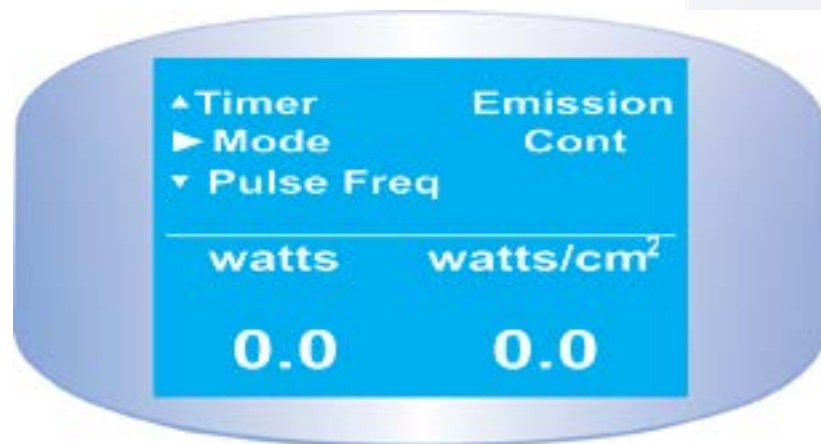 Timer Emission
Mode Cont
Pulse Freq
watts watts/cm²
0.0 0.0